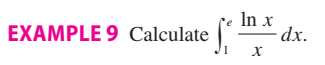 EXAMPLE 9 Calculate ∫₁ᵉ (ln x)/x dx.